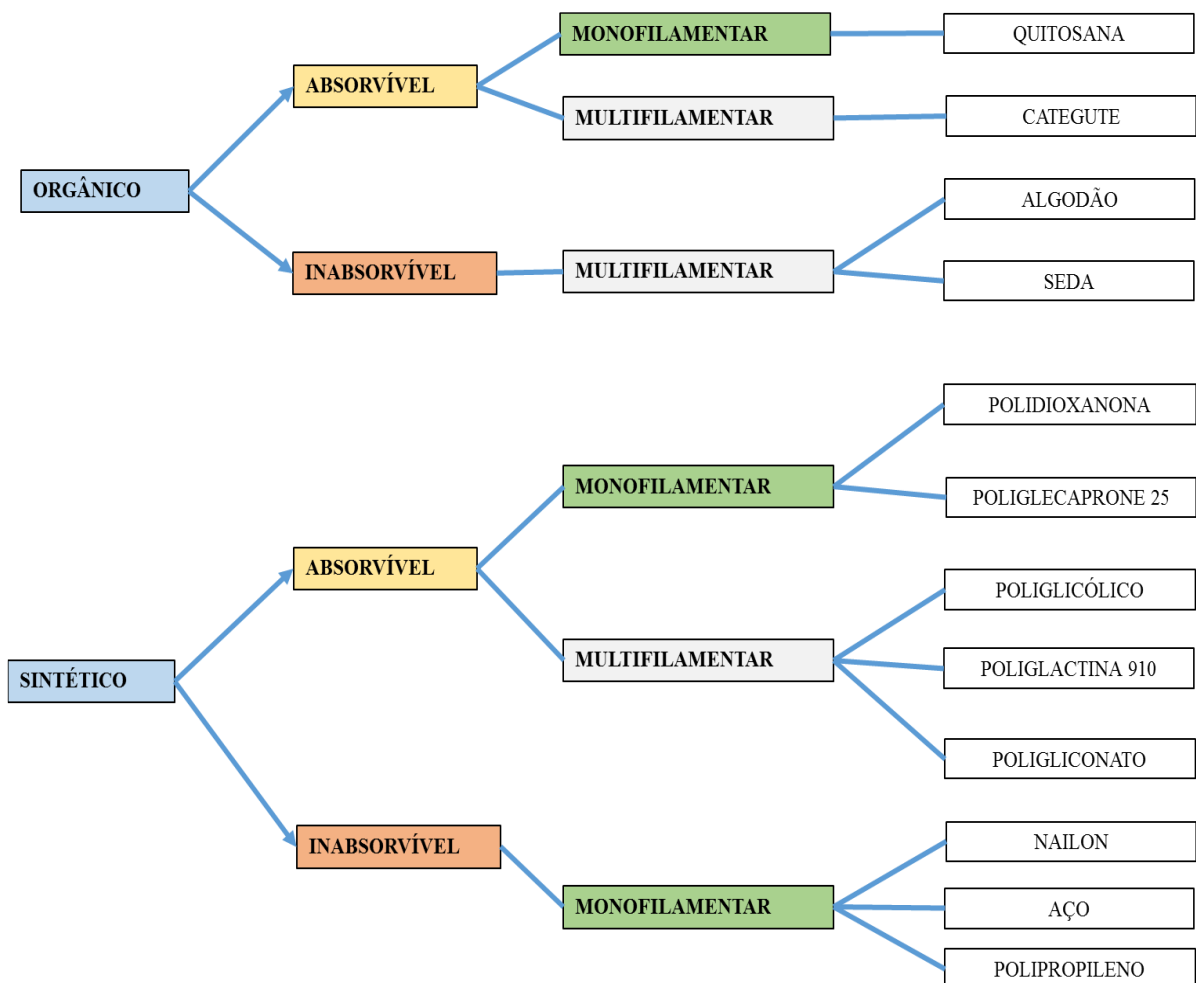 MONOFILAMENTAR
QUITOSANA
ABSORVÍVEL
MULTIFILAMENTAR
CATEGUTE
ORGÂNICO
ALGODÃO
INABSORVÍVEL
MULTIFILAMENTAR
SEDA
POLIDIOXANONA
MONOFILAMENTAR
POLIGLECAPRONE 25
ABSORVÍVEL
POLIGLICÓLICO
MULTIFILAMENTAR
POLIGLACTINA 910
SINTÉTICO
POLIGLICONATO
INABSORVÍVEL
NAILON
MONOFILAMENTAR
AÇO
POLIPROPILENO